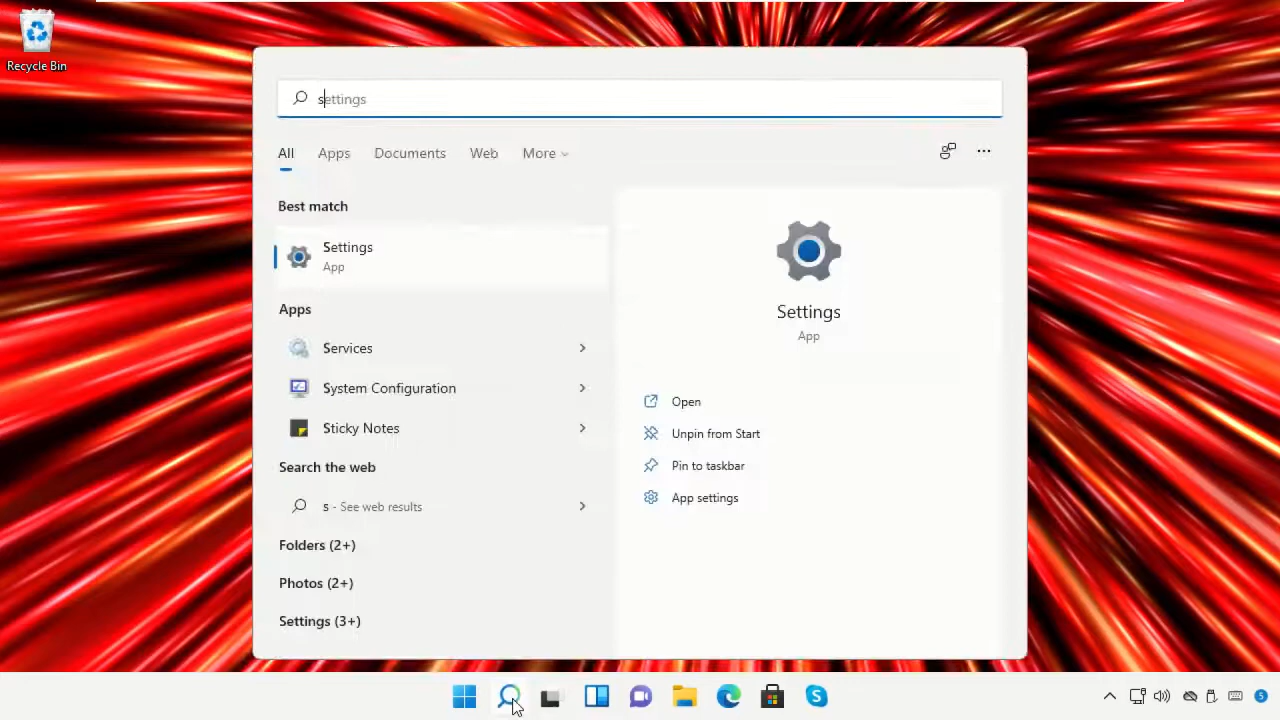 Recycle Bin
settings
All Apps Documents Web More
Best match
Settings
App
Apps
Services
System Configuration
Sticky Notes
Search the web
s - See web results
Folders (2+)
Photos (2+)
Settings (3+)
Settings
App
Open
Unpin from Start
Pin to taskbar
App settings
5